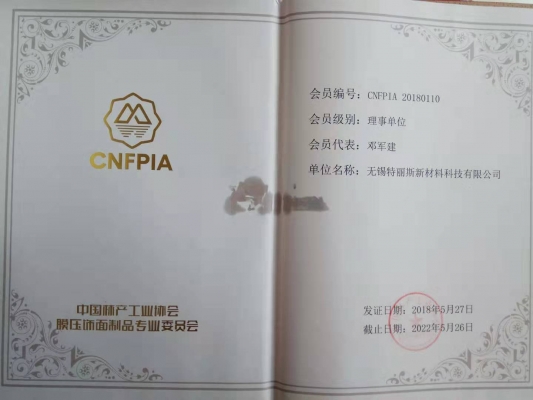 CNFPIA
中国林产工业协会
膜压饰面制品专业委员会
会员编号：CNFPIA 20180110
会员级别：理事单位
会员代表：邓军建
单位名称：无锡特丽斯新材料科技有限公司
发证日期：2018年5月27日
截止日期：2022年5月26日